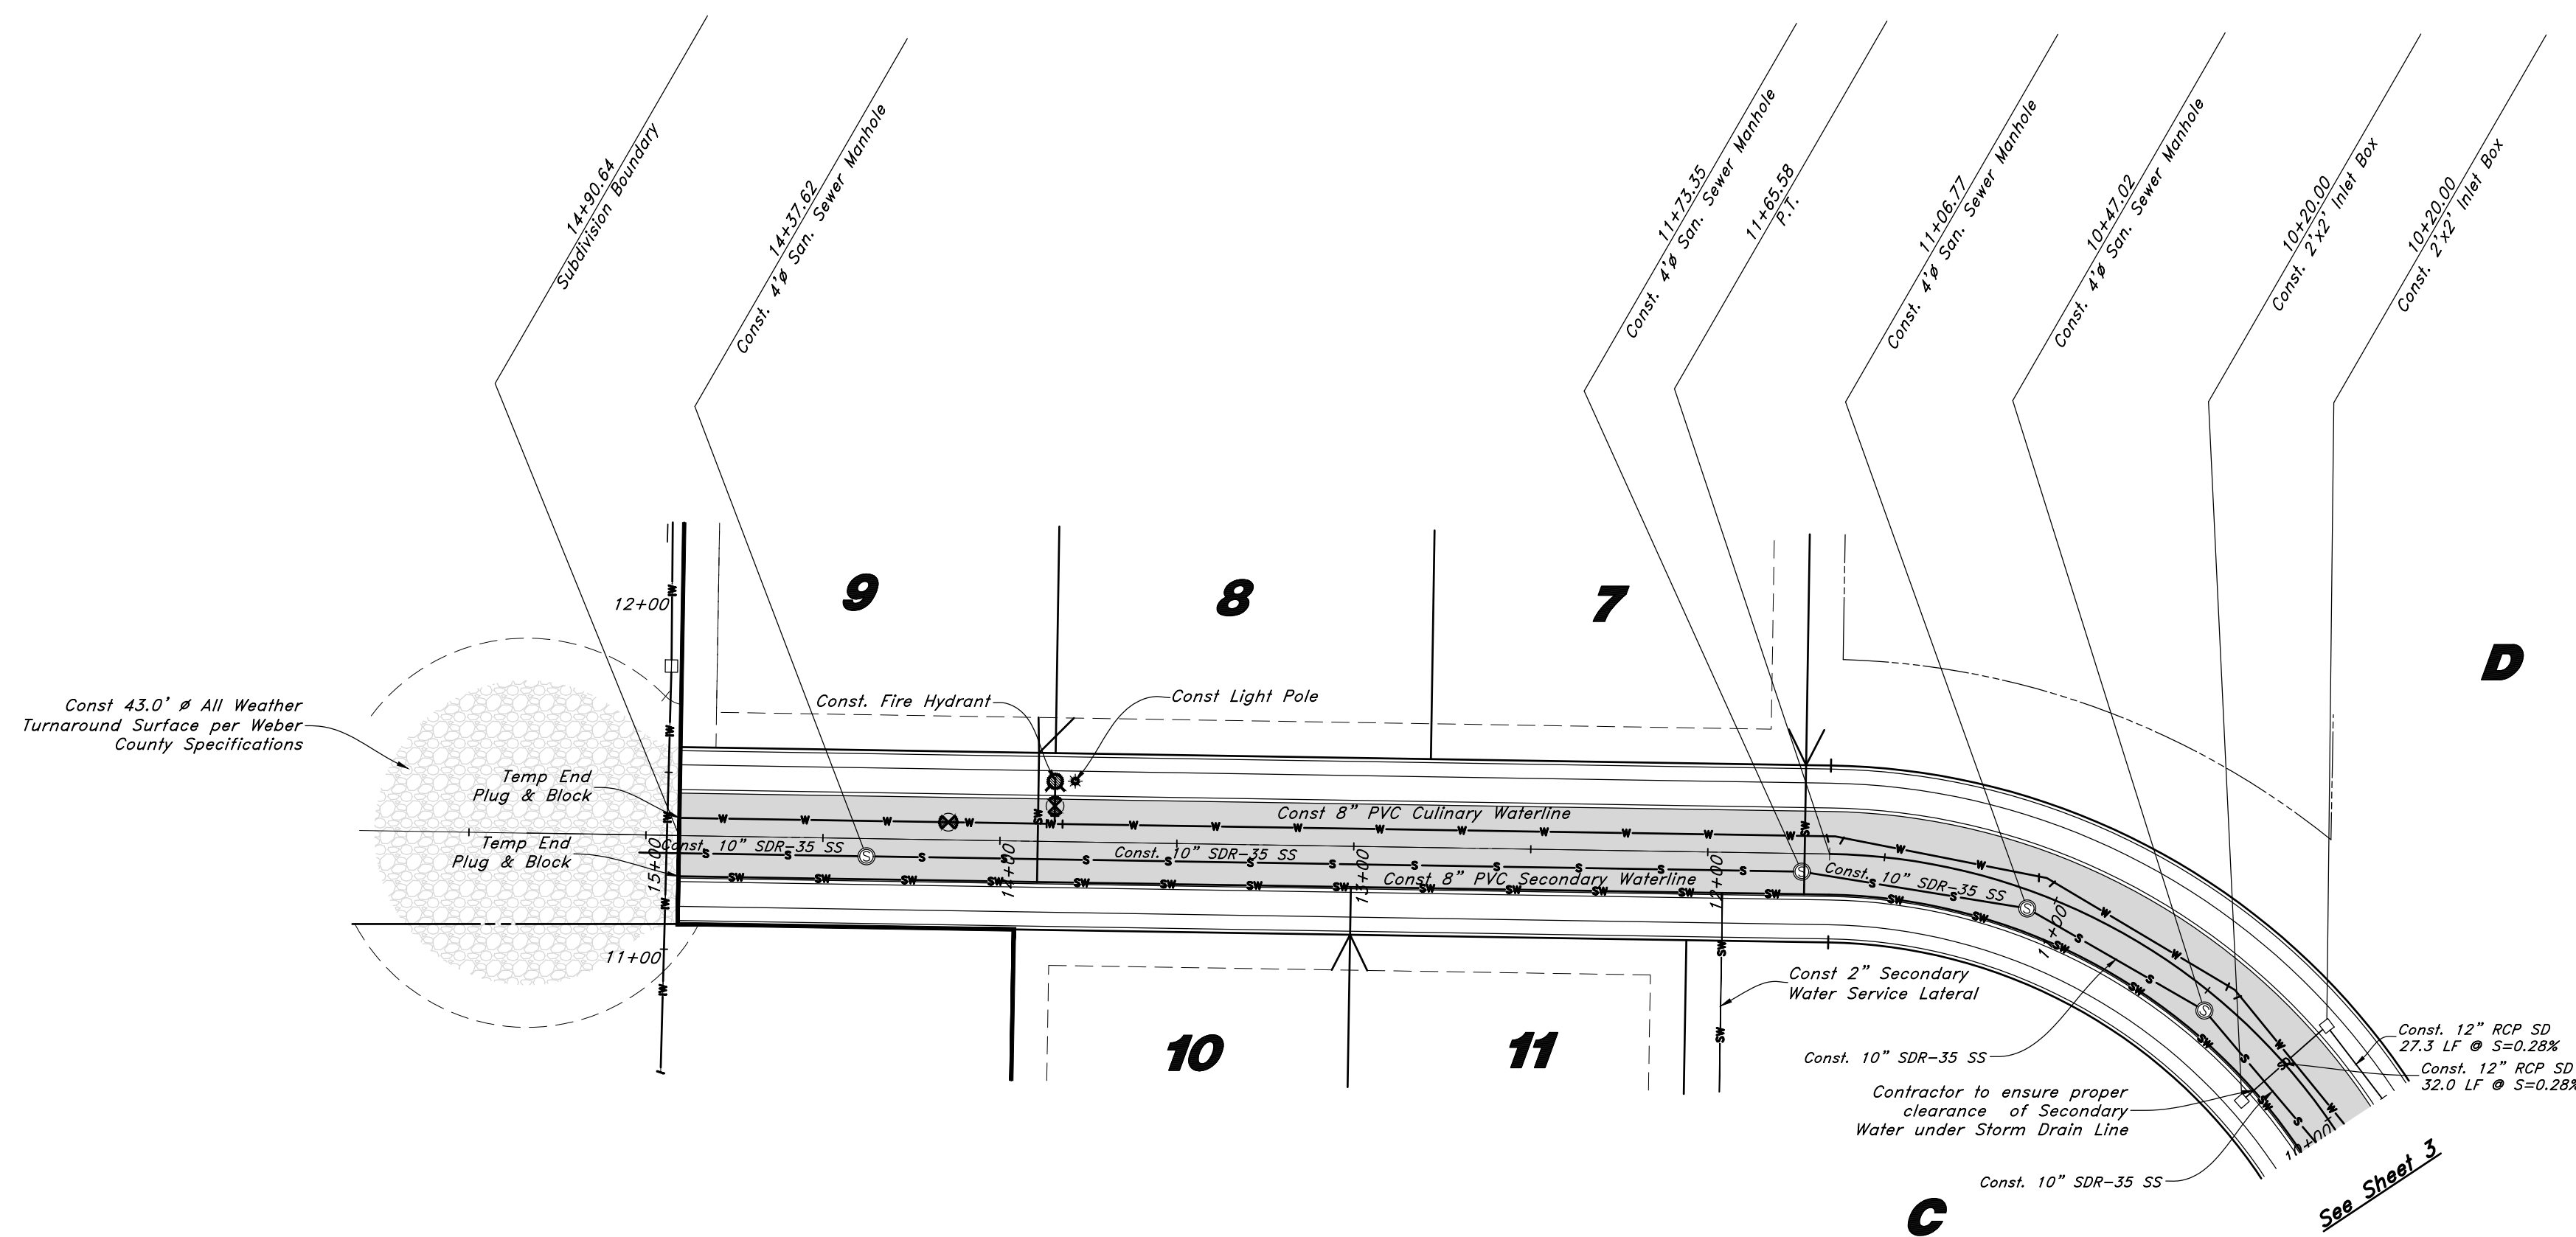 14+90.64
Subdivision Boundary
14+37.62
Const. 4'ø San. Sewer Manhole
11+73.35
Const. 4'ø San. Sewer Manhole
11+65.58
P.T.
11+06.77
Const. 4'ø San. Sewer Manhole
10+47.02
Const. 4'ø San. Sewer Manhole
10+20.00
Const. 2'x2' Inlet Box
10+20.00
Const. 2'x2' Inlet Box
9
8
7
D
12+00
Const 43.0' ø All Weather
Turnaround Surface per Weber
County Specifications
Const. Fire Hydrant
Const Light Pole
Temp End
Plug & Block
Const 8" PVC Culinary Waterline
Temp End
Plug & Block
Const. 10" SDR-35 SS
Const. 10" SDR-35 SS
Const. 10" SDR-35 SS
Const 8" PVC Secondary Waterline
15+00
14+00
13+00
12+00
11+00
10+00
11+00
Const 2" Secondary
Water Service Lateral
10
11
Const. 10" SDR-35 SS
Const. 12" RCP SD
27.3 LF @ S=0.28%
Const. 12" RCP SD
32.0 LF @ S=0.28%
Contractor to ensure proper
clearance of Secondary
Water under Storm Drain Line
Const. 10" SDR-35 SS
See Sheet 3
C